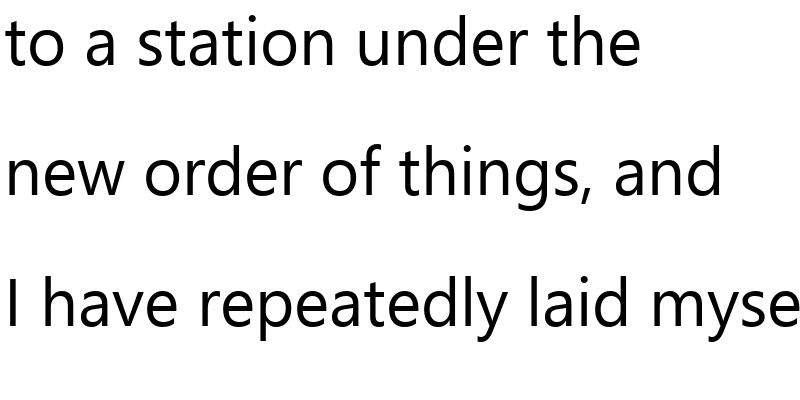 to a station under the
new order of things, and
I have repeatedly laid myse